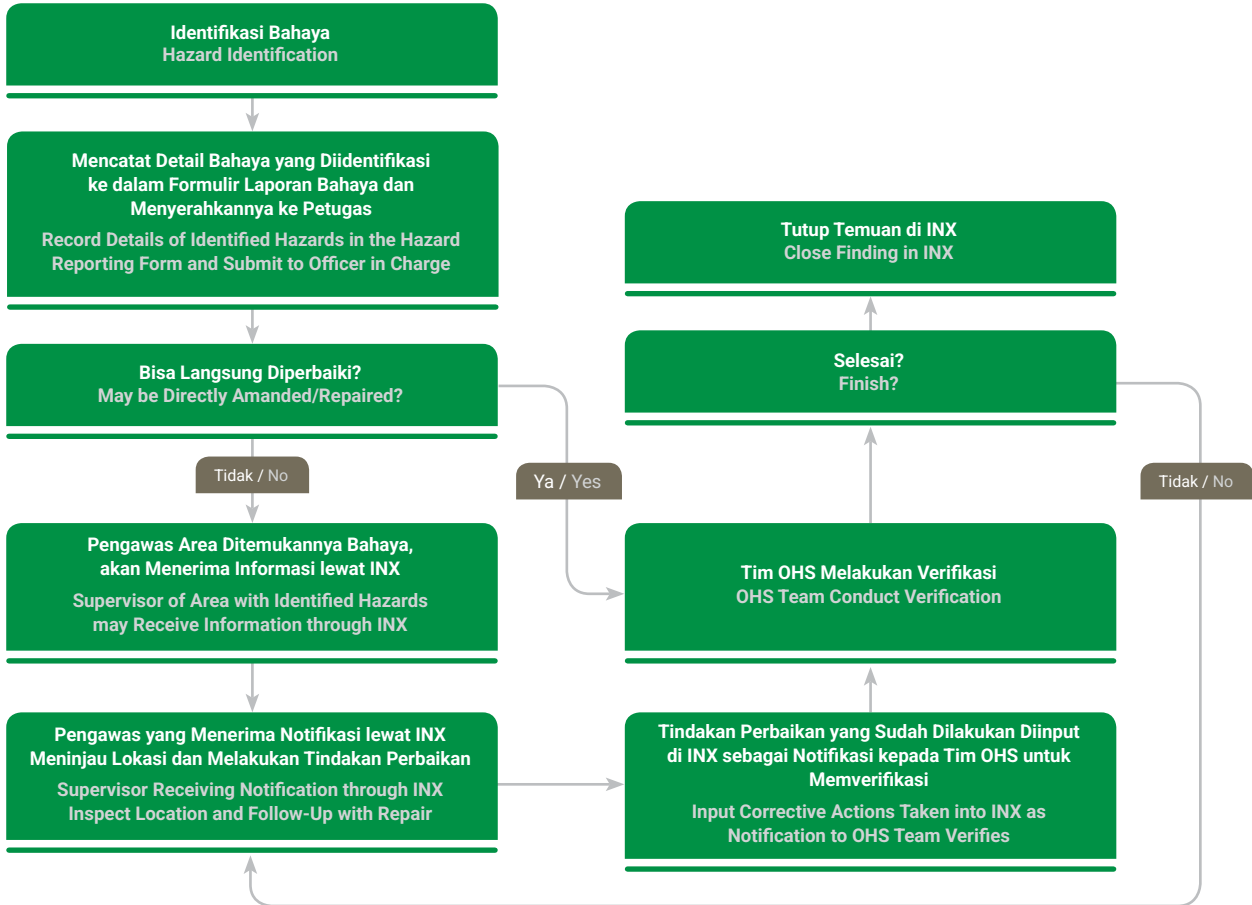 Identifikasi Bahaya
Hazard Identification
Mencatat Detail Bahaya yang Diidentifikasi
ke dalam Formulir Laporan Bahaya dan
Menyerahkannya ke Petugas
Record Details of Identified Hazards in the Hazard
Reporting Form and Submit to Officer in Charge
Bisa Langsung Diperbaiki?
May be Directly Amanded/Repaired?
Tidak / No
Ya / Yes
Pengawas Area Ditemukannya Bahaya,
akan Menerima Informasi lewat INX
Supervisor of Area with Identified Hazards
may Receive Information through INX
Pengawas yang Menerima Notifikasi lewat INX
Meninjau Lokasi dan Melakukan Tindakan Perbaikan
Supervisor Receiving Notification through INX
Inspect Location and Follow-Up with Repair
Tindakan Perbaikan yang Sudah Dilakukan Diinput
di INX sebagai Notifikasi kepada Tim OHS untuk
Memverifikasi
Input Corrective Actions Taken into INX as
Notification to OHS Team Verifies
Tim OHS Melakukan Verifikasi
OHS Team Conduct Verification
Selesai?
Finish?
Tidak / No
Tutup Temuan di INX
Close Finding in INX